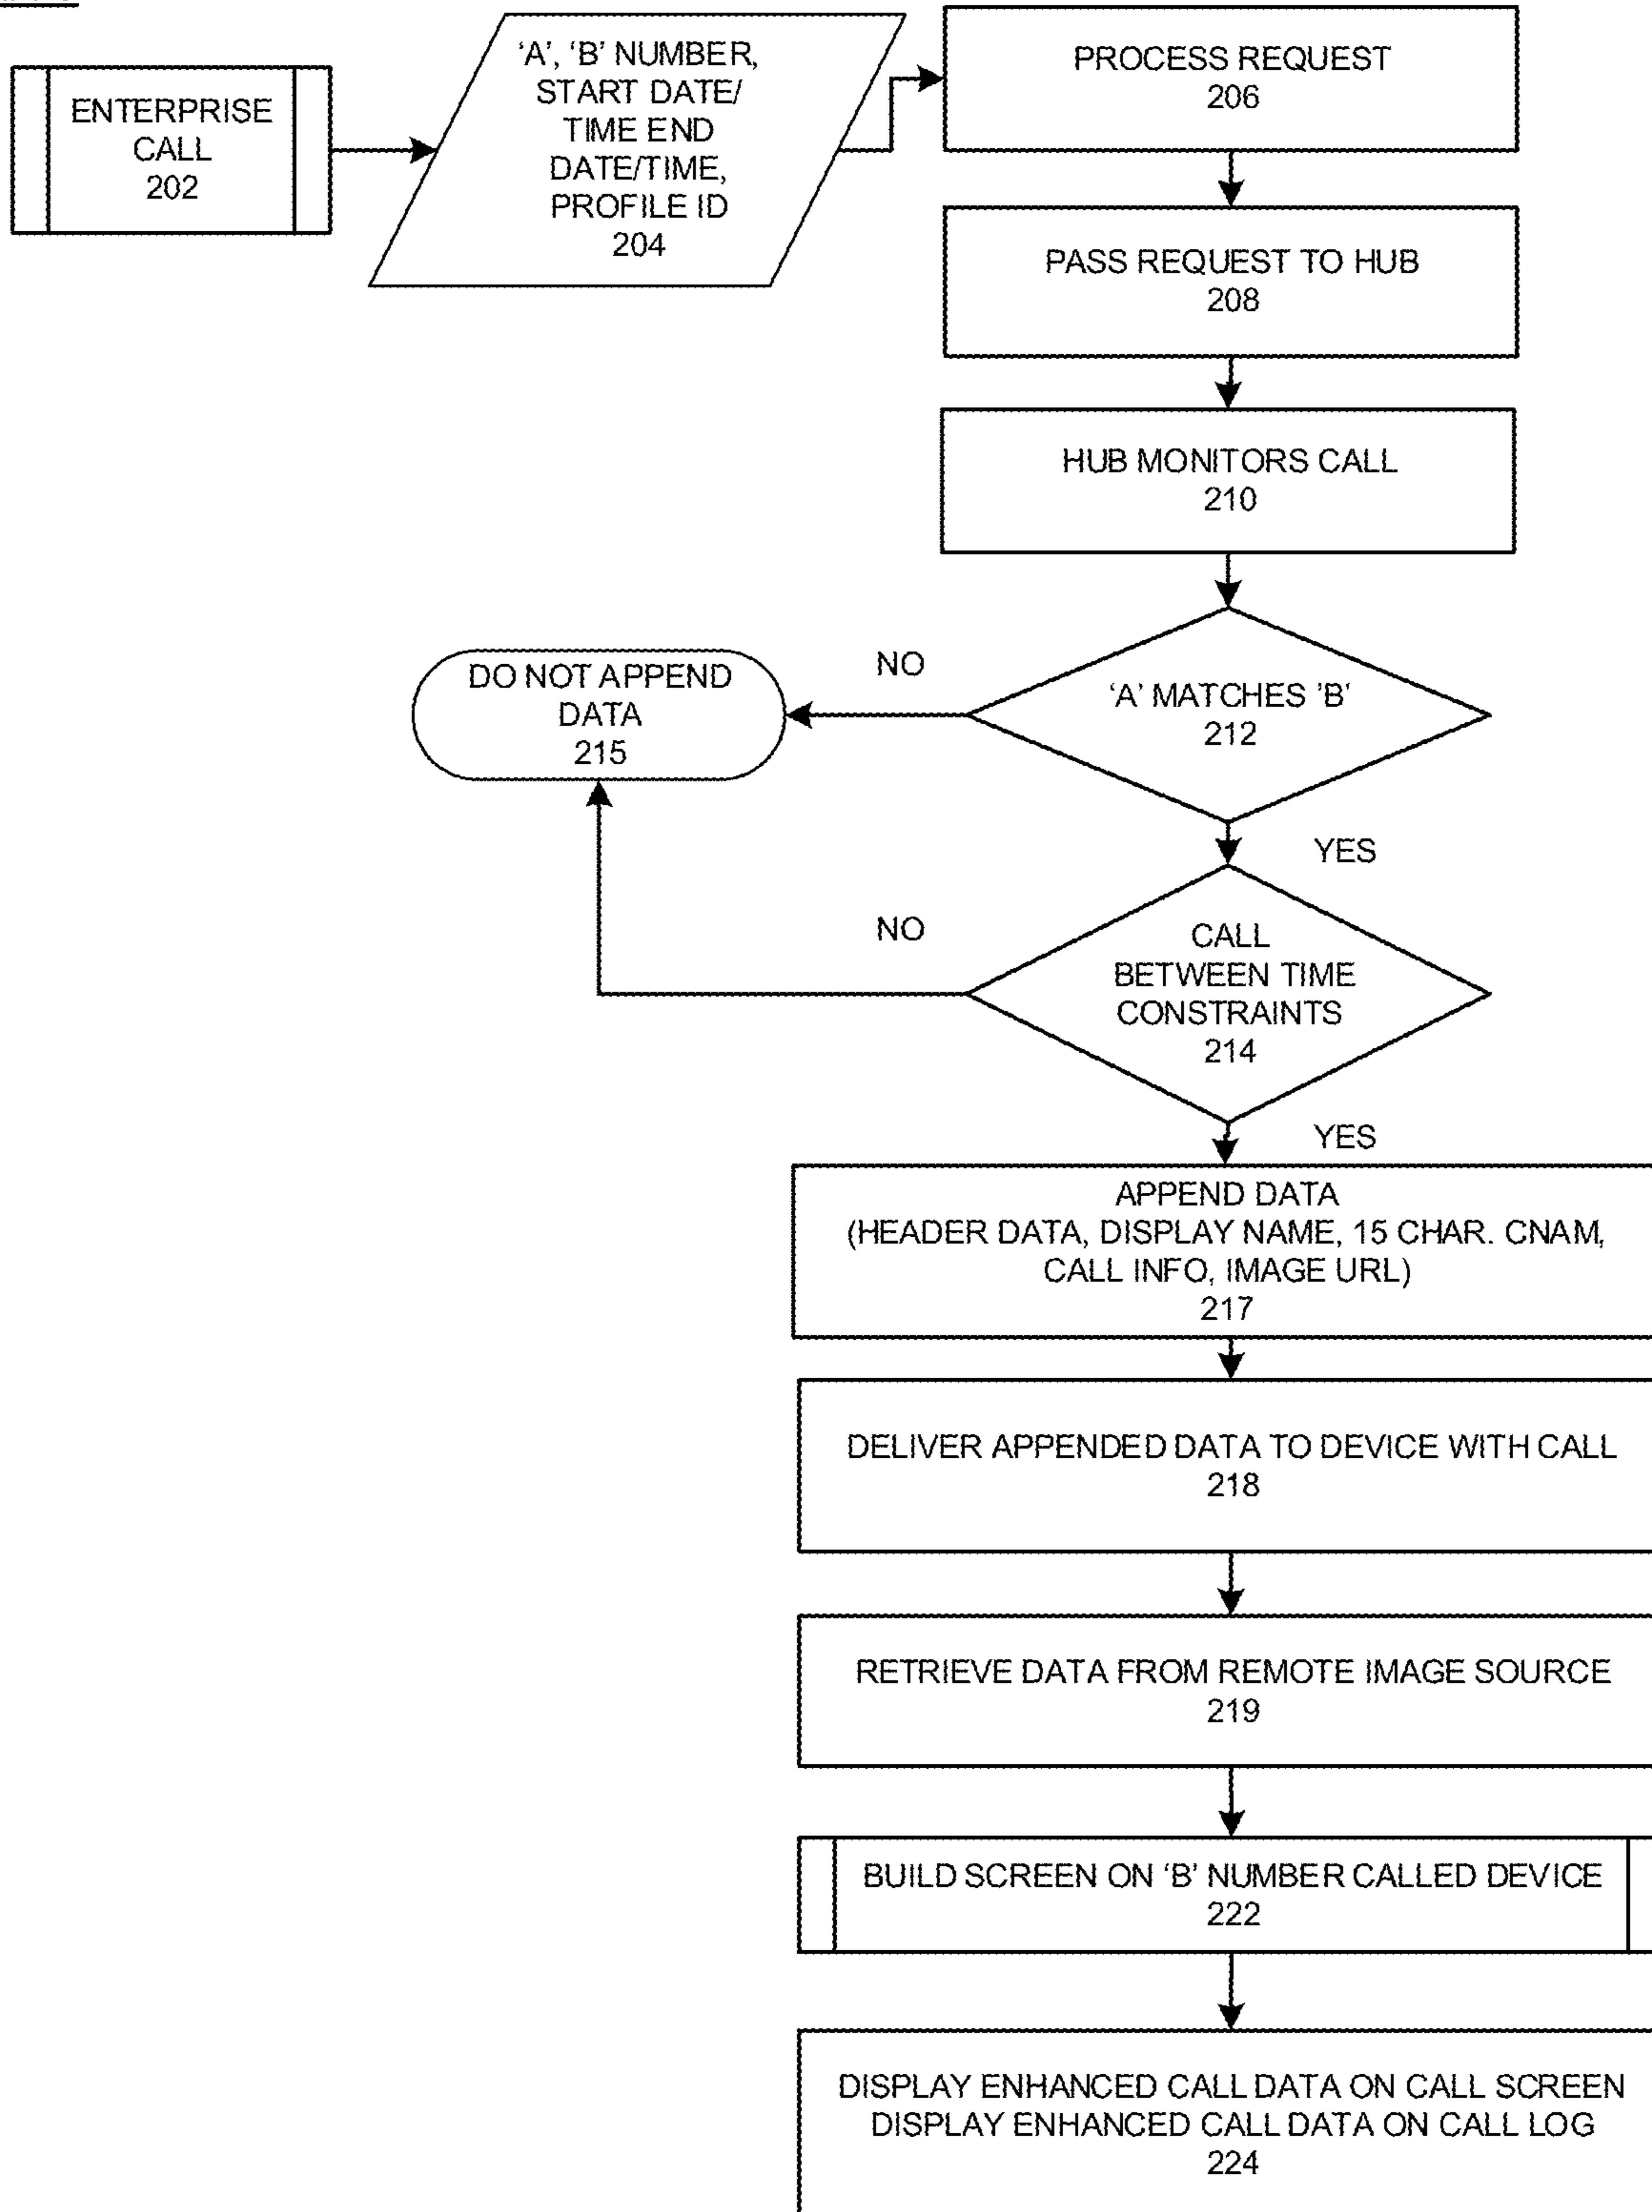 ENTERPRISE
CALL
202
'A', 'B' NUMBER,
START DATE/
TIME END
DATE/TIME,
PROFILE ID
204
PROCESS REQUEST
206
PASS REQUEST TO HUB
208
HUB MONITORS CALL
210
'A' MATCHES 'B'
212
NO
DO NOT APPEND
DATA
215
YES
CALL
BETWEEN TIME
CONSTRAINTS
214
NO
YES
APPEND DATA
(HEADER DATA, DISPLAY NAME, 15 CHAR. CNAM,
CALL INFO, IMAGE URL)
217
DELIVER APPENDED DATA TO DEVICE WITH CALL
218
RETRIEVE DATA FROM REMOTE IMAGE SOURCE
219
BUILD SCREEN ON 'B' NUMBER CALLED DEVICE
222
DISPLAY ENHANCED CALL DATA ON CALL SCREEN
DISPLAY ENHANCED CALL DATA ON CALL LOG
224